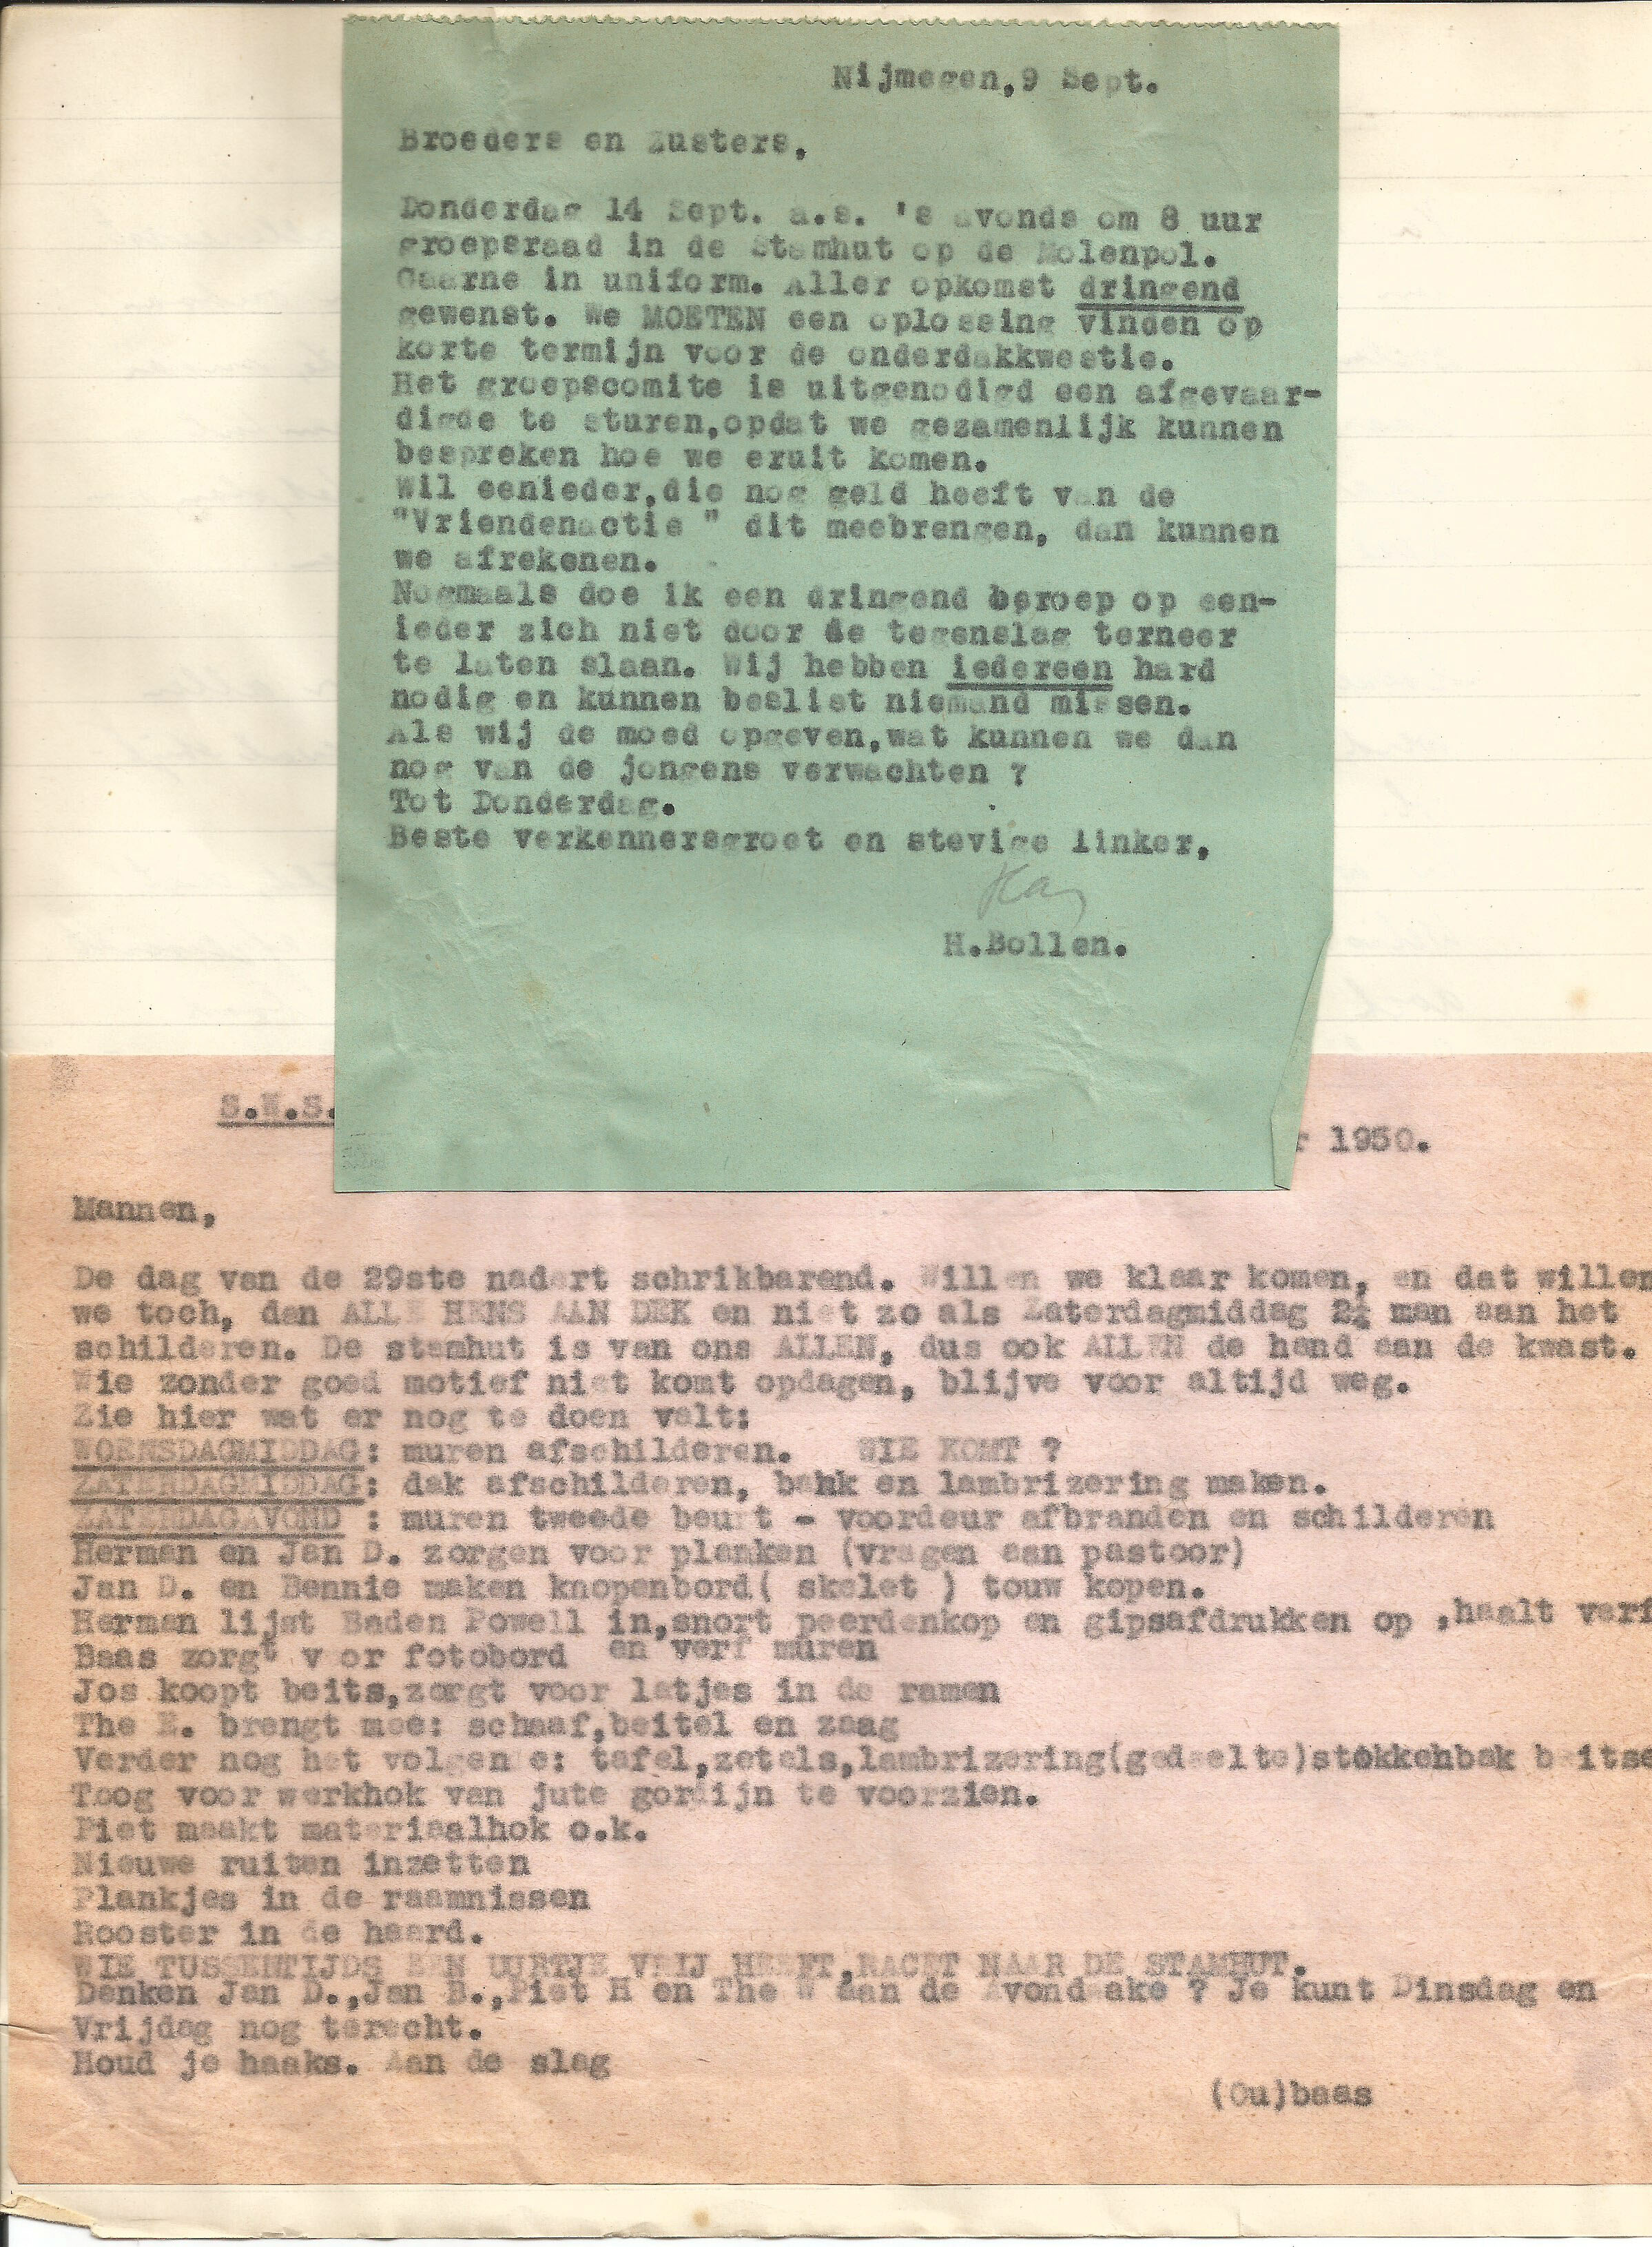 Nijmegen,9 Sept.
Broeders en Zusters,
Donderdag 14 Sept. a.s. 's avonds om 8 uur
groepsraad in de Stamhut op de Molenpol.
Gaarne in uniform. Aller opkomst dringend
gewenst. We MOETEN een oplossing vinden op
korte termijn voor de onderdakkwestie.
Het groepscomite is uitgenodigd een afgevaar-
digde te sturen,opdat we gezamenlijk kunnen
bespreken hoe we eruit komen.
Wil eenieder,die nog geld heeft van de
"Vriendenactie " dit meebrengen, dan kunnen
we afrekenen.
Nogmaals doe ik een dringend beroep op een-
ieder zich niet door de tegenslag terneer
te laten slaan. Wij hebben iedereen hard
nodig en kunnen beslist niemand missen.
Als wij de moed opgeven,wat kunnen we dan
nog van de jongens verwachten ?
Tot Donderdag.
Beste verkennersgroet en stevige linker,
H.Bollen.
S.W.S.
r 1950.
Mannen,
De dag van de 29ste nadert schrikbarend. Willen we klaar komen, en dat willen
we toch, dan ALLE HENS AAN DEK en niet zo als Zaterdagmiddag 2½ man aan het
schilderen. De stamhut is van ons ALLEN, dus ook ALLEN de hand aan de kwast.
Wie zonder goed motief niet komt opdagen, blijve voor altijd weg.
Zie hier wat er nog te doen valt:
WOENSDAGMIDDAG: muren afschilderen. WIE KOMT ?
ZATERDAGMIDDAG: dak afschilderen, bank en lambrizering maken.
ZATERDAGAVOND : muren tweede beurt - voordeur afbranden en schilderen
Herman en Jan D. zorgen voor planken (vragen aan pastoor)
Jan D. en Bennie maken knopenbord( skelet ) touw kopen.
Herman lijst Baden Powell in,snort peerdenkop en gipsafdrukken op ,haalt verf
Baas zorgt v or fotobord en verf muren
Jos koopt beits,zorgt voor latjes in de ramen
The E. brengt mee: schaaf,beitel en zaag
Verder nog het volgen e: tafel,zetels,lambrizering(gedeelte)stokkenbak b itse
Toog voor werkhok van jute gordijn te voorzien.
Piet maakt materiaalhok o.k.
Nieuwe ruiten inzetten
Plankjes in de raamnissen
Rooster in de haard.
WIE TUSSENTIJDS EEN UURTJE VRIJ HEEFT,RACET NAAR DE STAMHUT.
Denken Jan D.,Jan B.,Piet H en The W aan de Avondwake ? Je kunt Dinsdag en
Vrijdag nog terecht.
Houd je haaks. Aan de slag
(Ou)baas